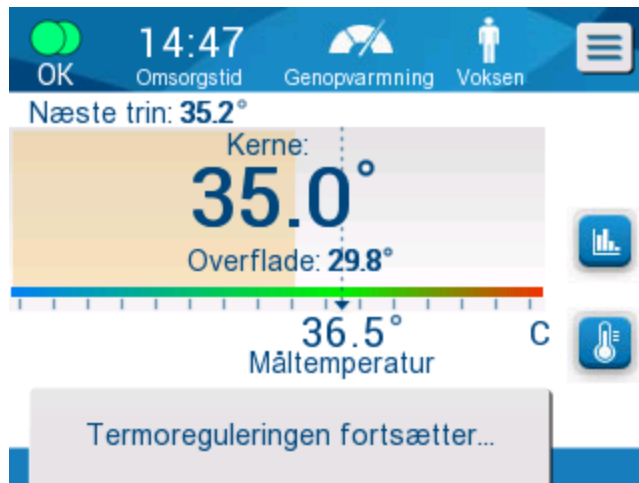 14:47
OK Omsorgstid Genopvarmning Voksen
Næste trin: 35.2°
Kerne:
35.0°
Overflade: 29.8°
36.5° C
Måltemperatur
Termoreguleringen fortsætter...